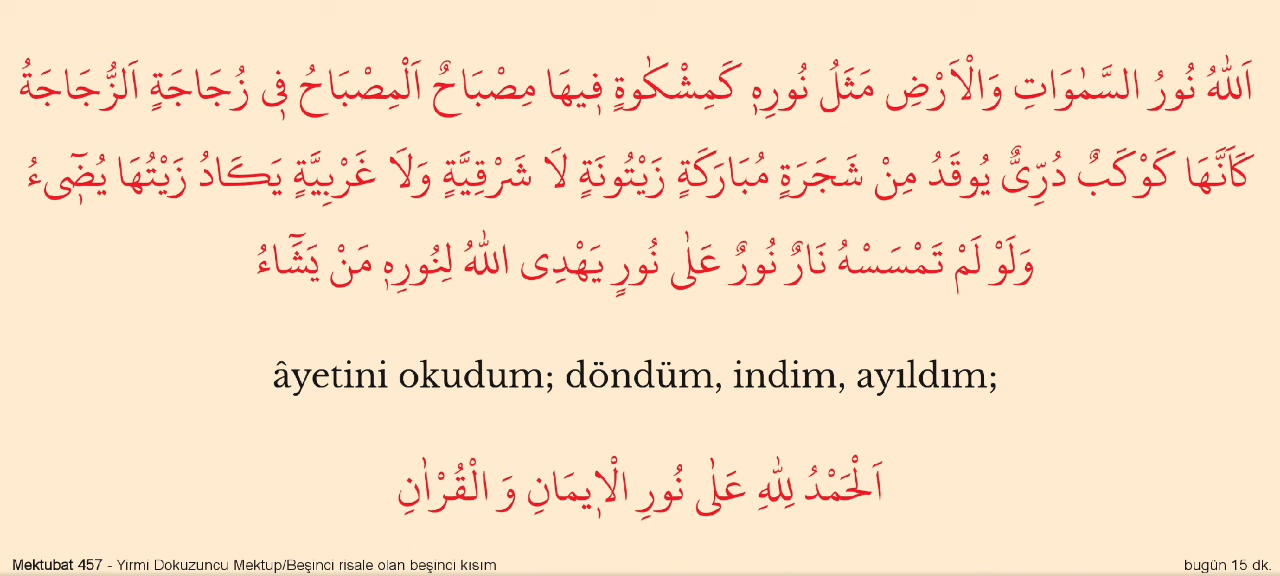 اَللّٰهُ نُورُ السَّمٰوَاتِ وَالْاَرْضِ مَثَلُ نُورِهٖ كَمِشْكٰوةٍ فٖيهَا مِصْبَاحٌ اَلْمِصْبَاحُ فٖى زُجَاجَةٍ اَلزُّجَاجَةُ
كَاَنَّهَا كَوْكَبٌ دُرِّىٌّ يُوقَدُ مِنْ شَجَرَةٍ مُبَارَكَةٍ زَيْتُونَةٍ لَا شَرْقِيَّةٍ وَلَا غَرْبِيَّةٍ يَكَادُ زَيْتُهَا يُضٖٓىءُ
وَلَوْ لَمْ تَمْسَسْهُ نَارٌ نُورٌ عَلٰى نُورٍ يَهْدِى اللّٰهُ لِنُورِهٖ مَنْ يَشَٓاءُ
âyetini okudum; döndüm, indim, ayıldım;
اَلْحَمْدُ لِلّٰهِ عَلٰى نُورِ الْاٖيمَانِ وَ الْقُرْاٰنِ
Mektubat 457 - Yirmi Dokuzuncu Mektup/Beşinci risale olan beşinci kısım
bugün 15 dk.